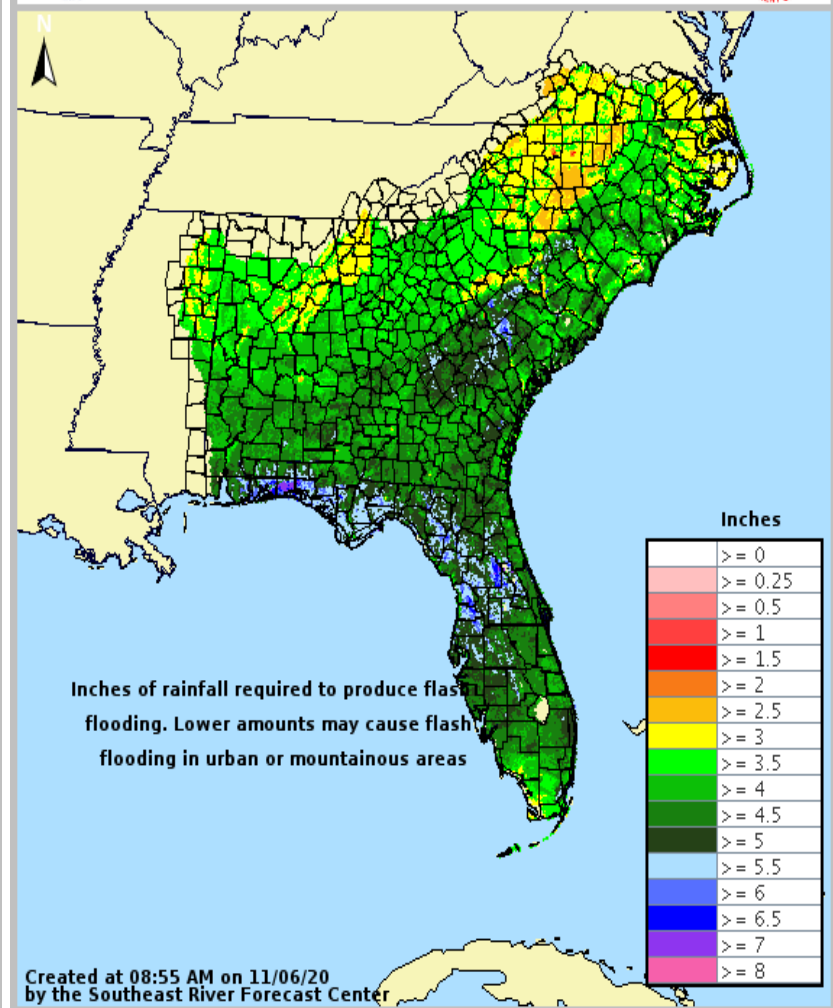 N
Inches of rainfall required to produce flash
flooding. Lower amounts may cause flash
flooding in urban or mountainous areas
Inches
>= 0
>= 0.25
>= 0.5
>= 1
>= 1.5
>= 2
>= 2.5
>= 3
>= 3.5
>= 4
>= 4.5
>= 5
>= 5.5
>= 6
>= 6.5
>= 7
>= 8
Created at 08:55 AM on 11/06/20
by the Southeast River Forecast Center